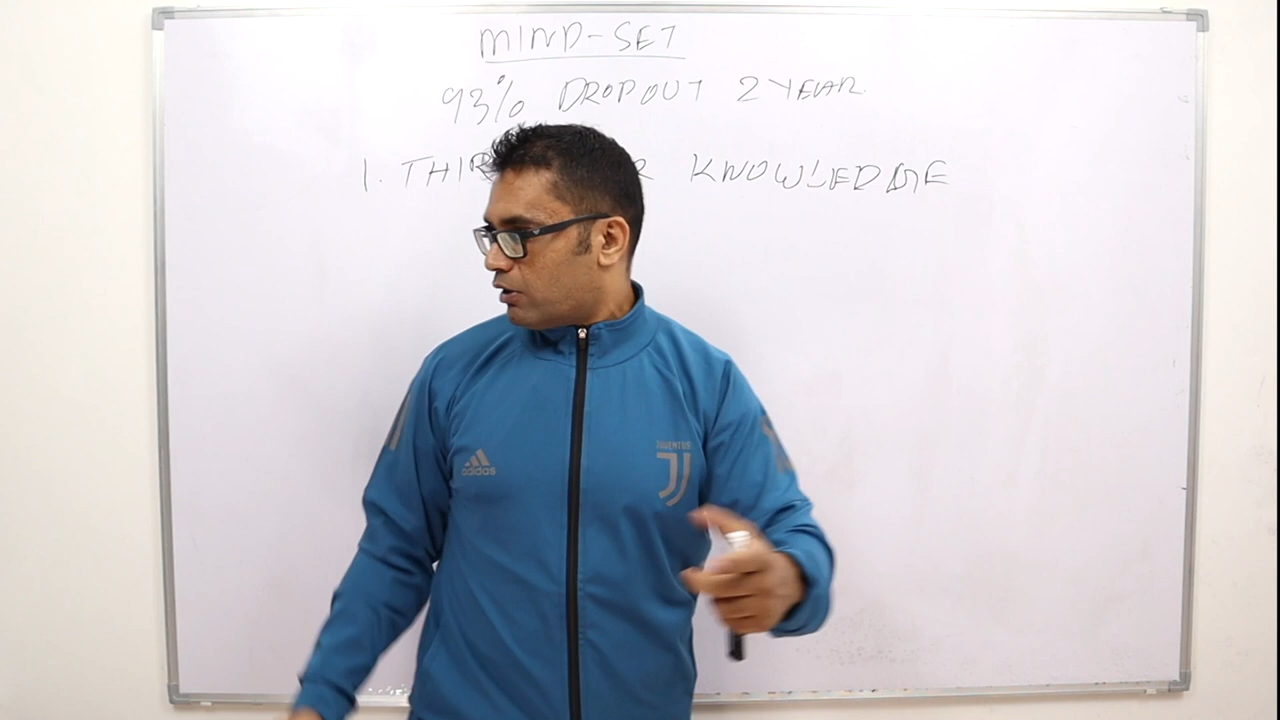 MIND-SET
93% DROPOUT 2 YEAR
1. KNOWLEDGE
adidas
JUVENTUS